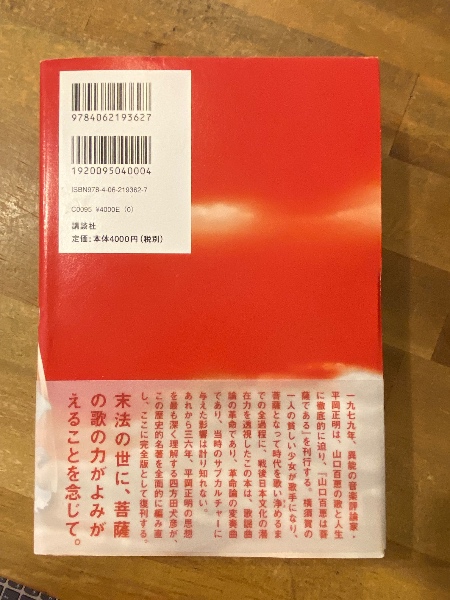 9784062193627
1920095040004
ISBN978-4-06-219362-7
C0095 ¥4000E (0)
講談社
定価:本体4000円(税別)
一九七九年、異能の音楽評論家・
平岡正明は、山口百恵の歌と人生
に徹底的に迫り、『山口百恵は菩
薩である』を刊行する。横須賀の
一人の貧しい少女が歌手になり、
菩薩となって時代を歌い浄めるま
での全過程に、戦後日本文化の潜
在力を透視したこの本は、歌謡曲
論の革命であり、革命論の変奏曲
であり、当時のサブカルチャーに
与えた影響は計り知れない。
あれから三六年、平岡正明の思想
を最も深く理解する四方田犬彦が、
この歴史的名著を全面的に編み直
し、ここに完全版として復刊する。
末法の世に、菩薩
の歌の力がよみが
えることを念じて。